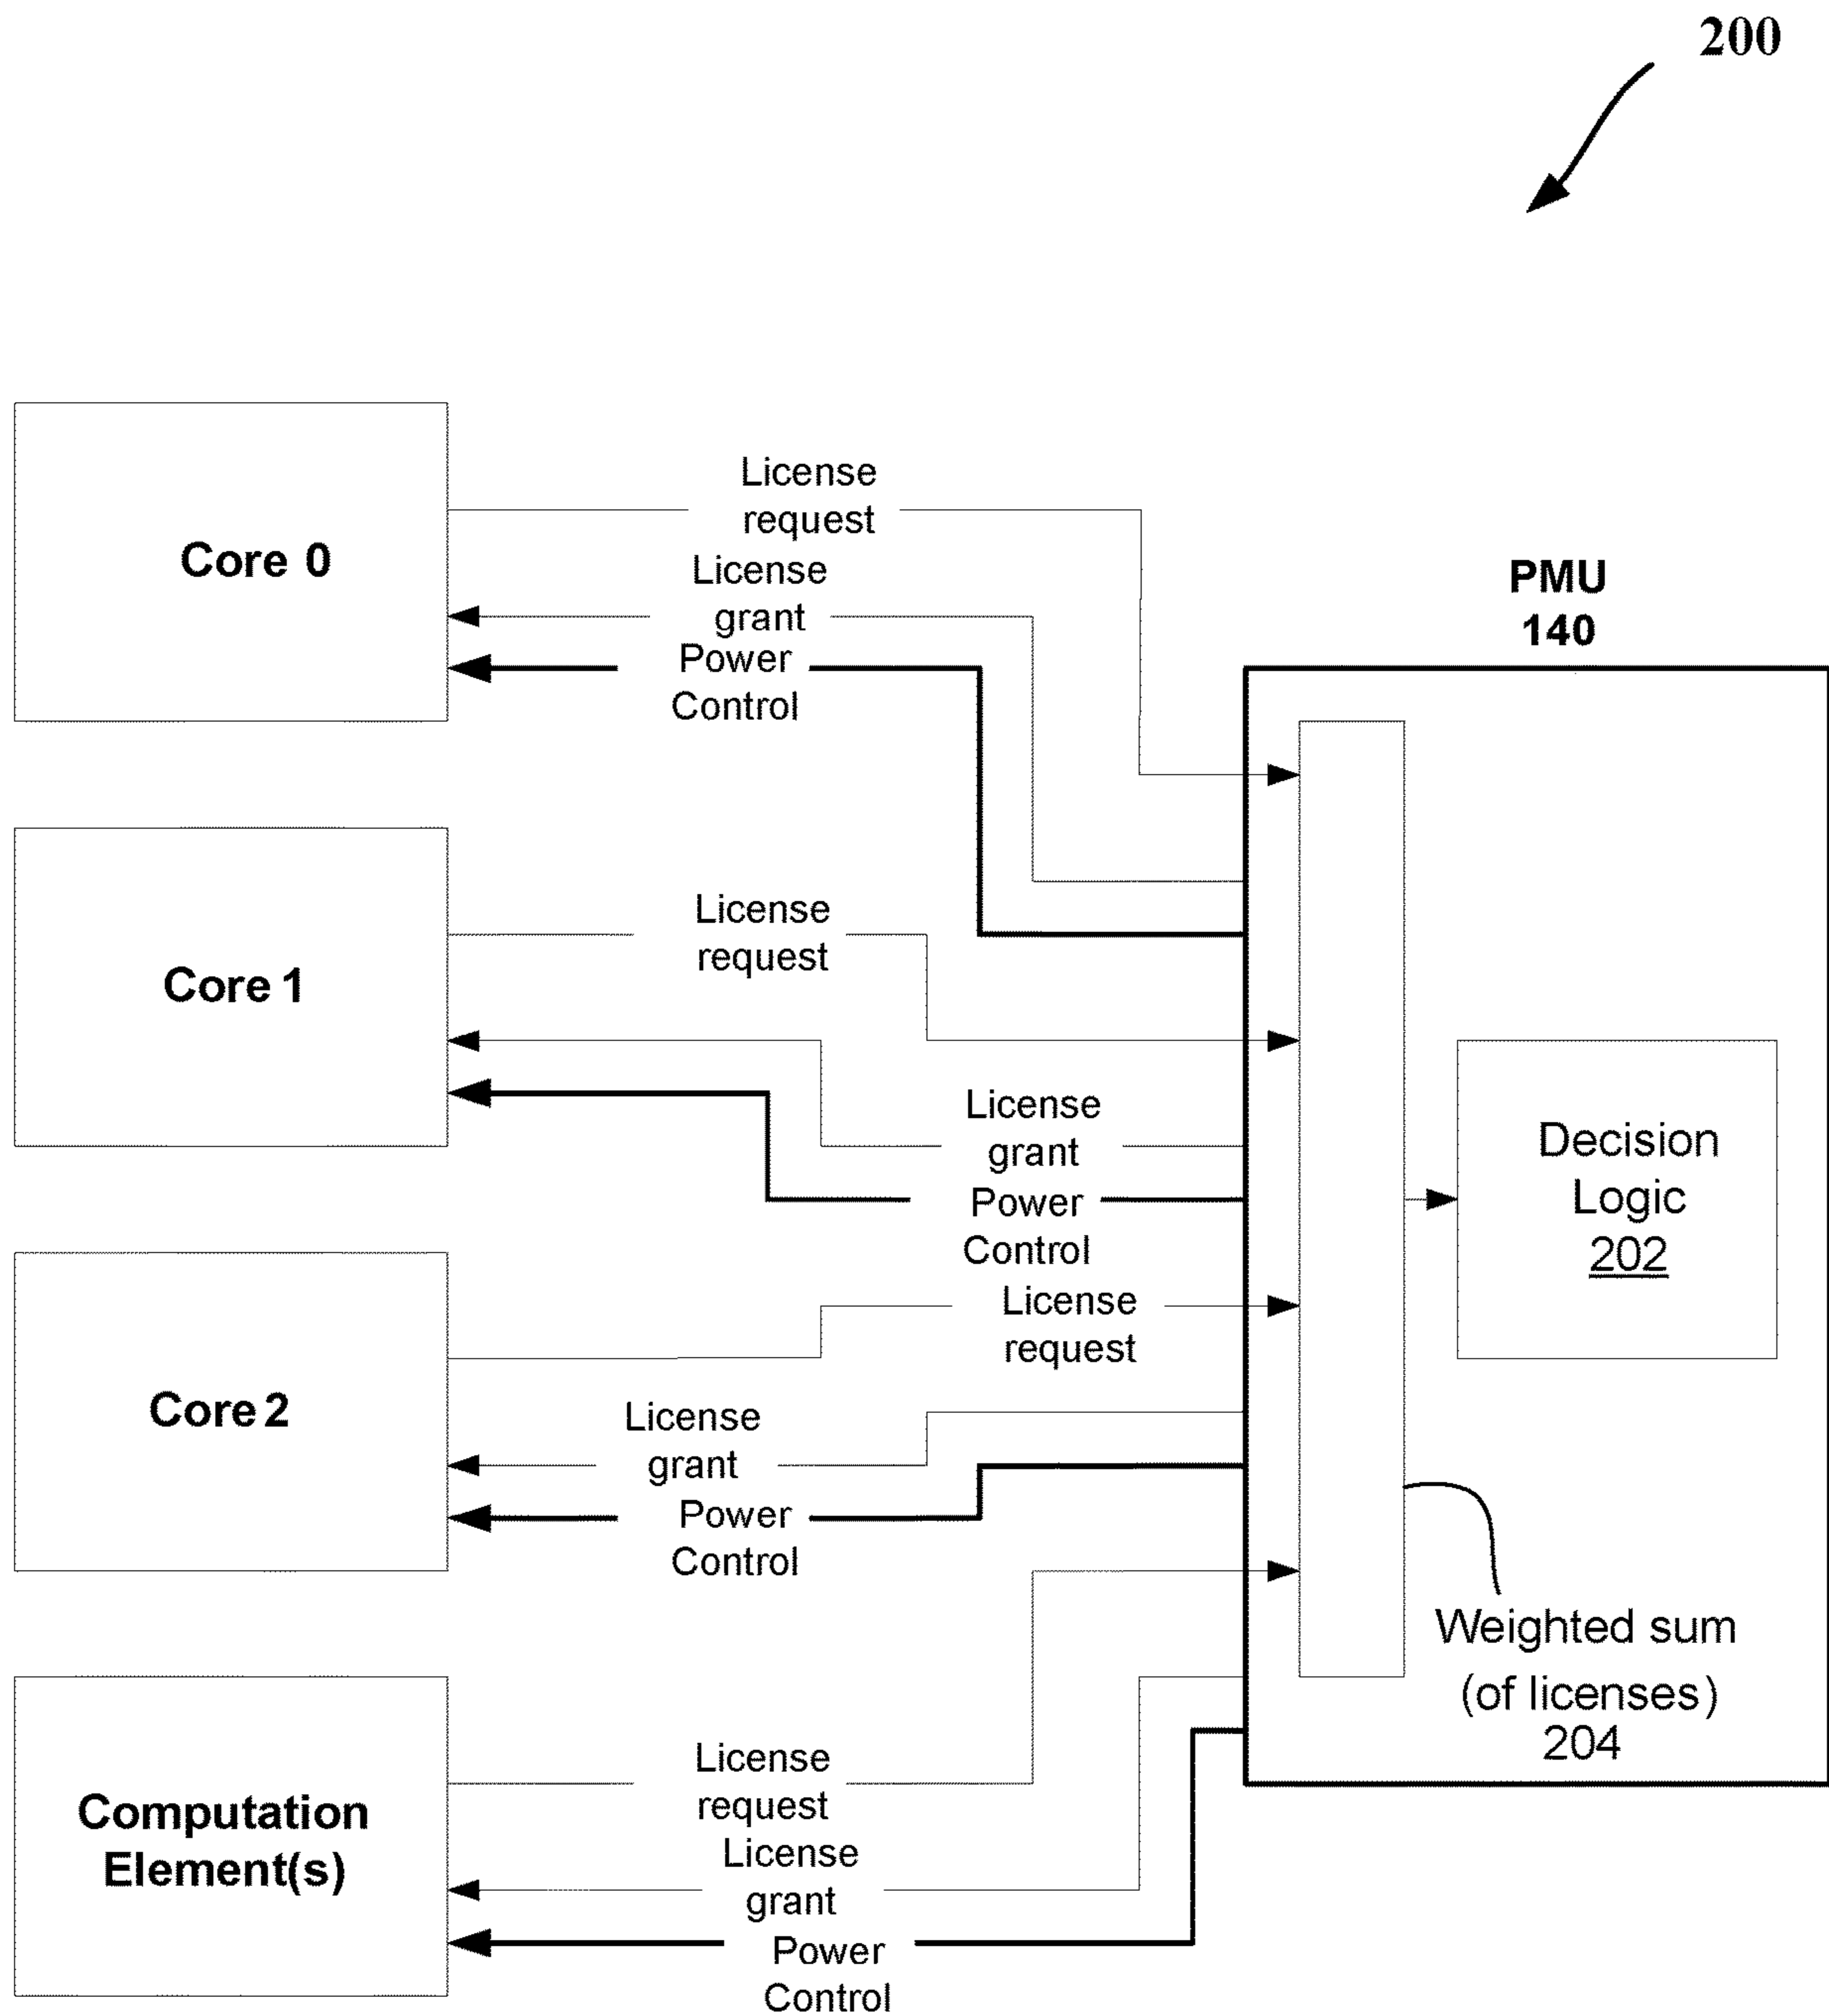 200
License
request
Core 0
License
grant
Power
Control
PMU
140
License
request
Core 1
License
grant
Power
Control
Decision
Logic
202
License
request
Core 2
License
grant
Power
Control
Weighted sum
(of licenses)
204
License
request
Computation
Element(s)
License
grant
Power
Control